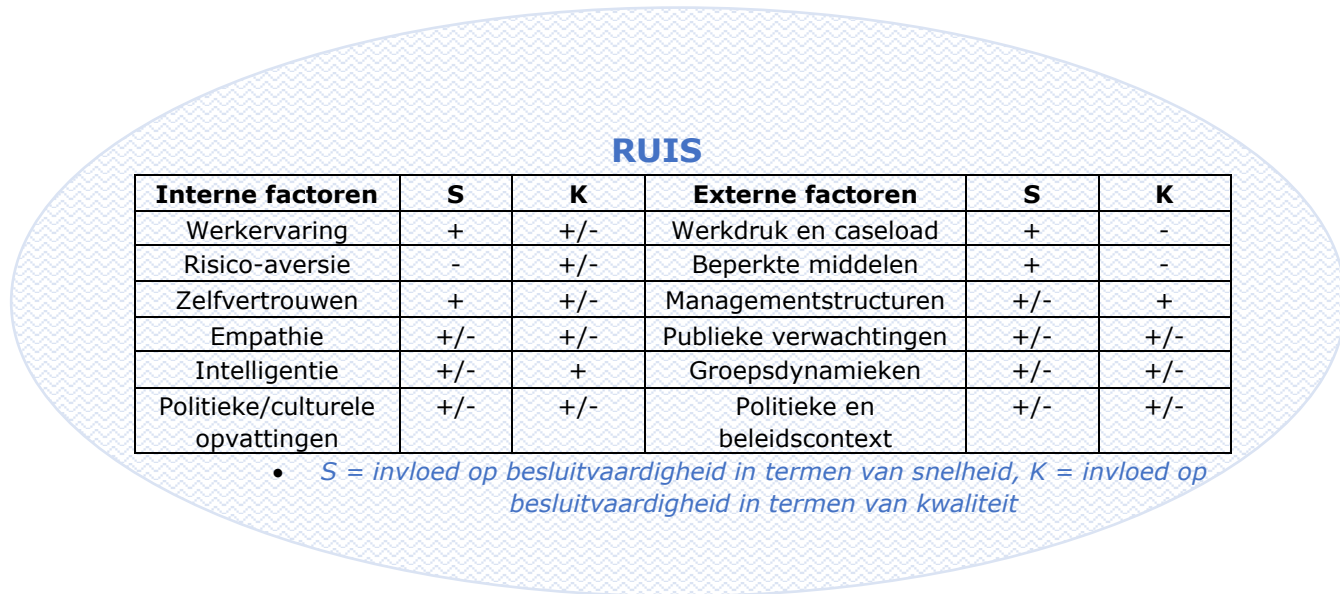 RUIS
Interne factoren S K Externe factoren S K
Werkervaring + +/- Werkdruk en caseload + -
Risico-aversie - +/- Beperkte middelen + -
Zelfvertrouwen + +/- Managementstructuren +/- +
Empathie +/- +/- Publieke verwachtingen +/- +/-
Intelligentie +/- + Groepsdynamieken +/- +/-
Politieke/culturele +/- +/- Politieke en +/- +/-
opvattingen beleidscontext
• S = invloed op besluitvaardigheid in termen van snelheid, K = invloed op
besluitvaardigheid in termen van kwaliteit